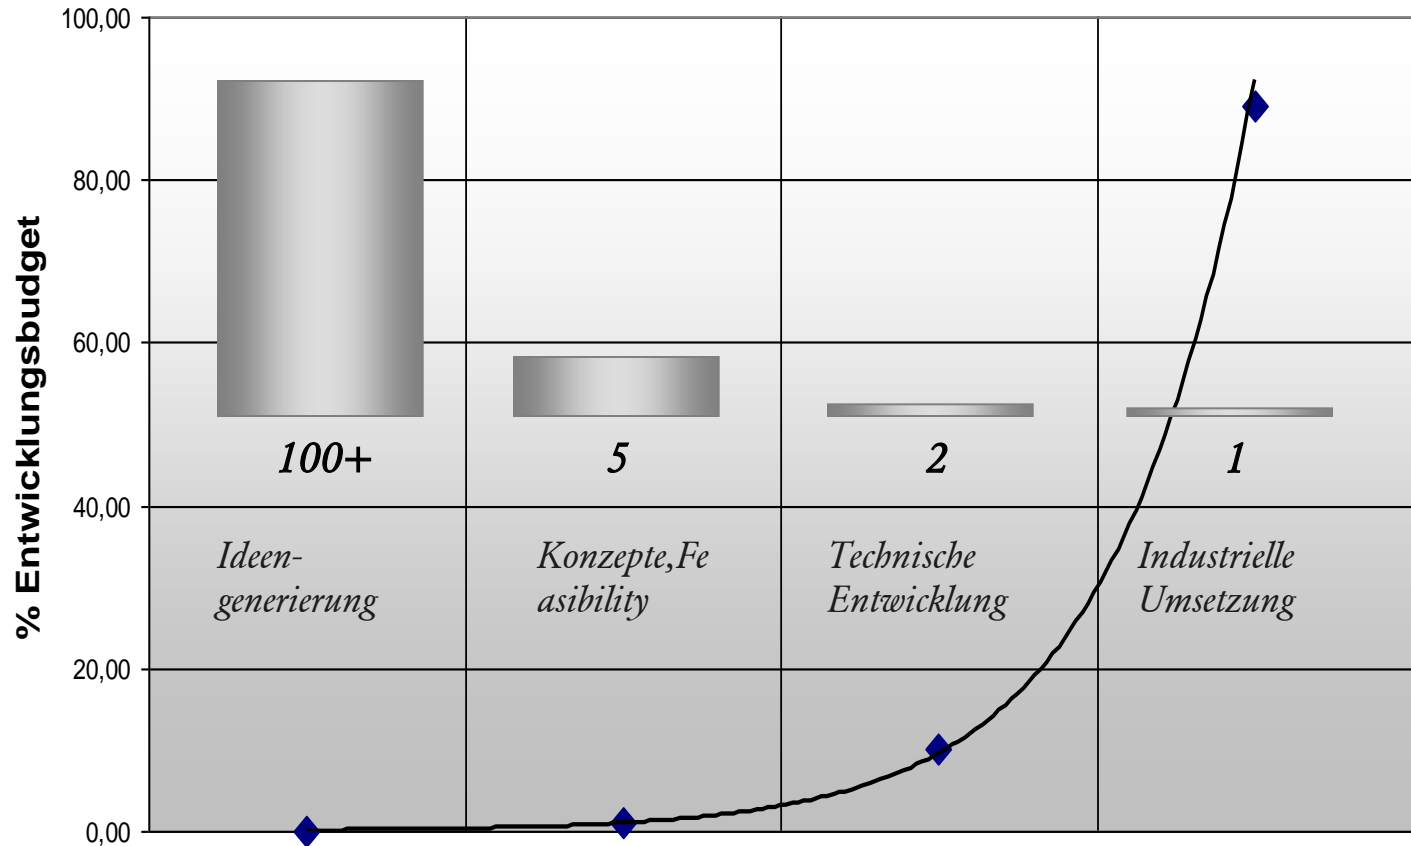 100,00
80,00
60,00
40,00
20,00
0,00
% Entwicklungsbudget
100+
5
2
1
Ideen-
generierung
Konzepte,Fe
asibility
Technische
Entwicklung
Industrielle
Umsetzung